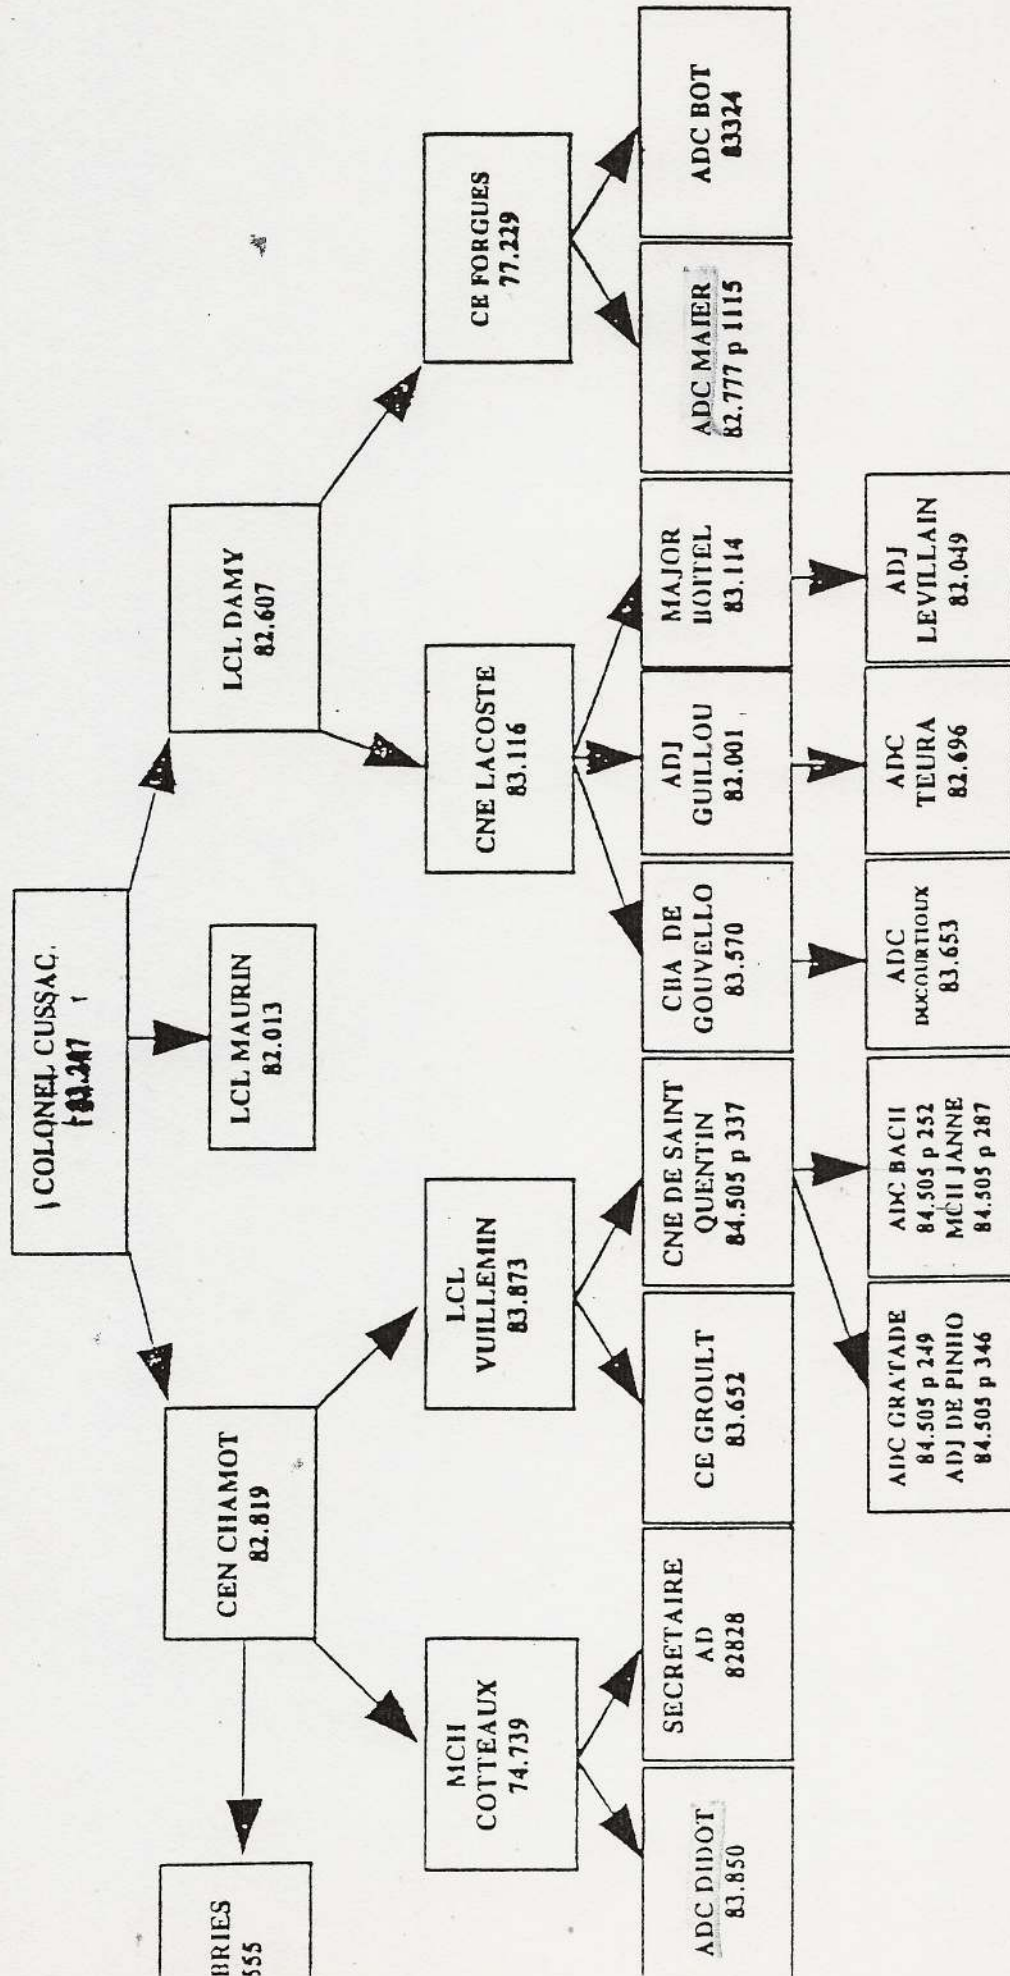 COLONEL CUSSAC
LCL MAURIN
82.013
CEN CHAMOT
82.819
LCL DAMY
82.607
BRIES
555
MCH
COTTEAUX
74.739
LCL
VUILLEMIN
83.873
CNE LACOSTE
83.116
CE FORGUES
77.229
ADC DIDOT
83.850
SECRETAIRE
AD
82828
CE GROULT
83.652
CNE DE SAINT
QUENTIN
84.505 p 337
CBA DE
GOUVELLO
83.570
ADJ
GUILLOU
82.001
MAJOR
BOITEL
83.114
ADC MAIER
82.777 p 1115
ADC BOT
83324
ADC GRATADE
84.505 p 249
ADJ DE PINHO
84.505 p 346
ADC BACH
84.505 p 252
MCH JANNE
84.505 p 287
ADC
DUCOURTIOUX
83.653
ADC
TEURA
82.696
ADJ
LEVILLAIN
82.049